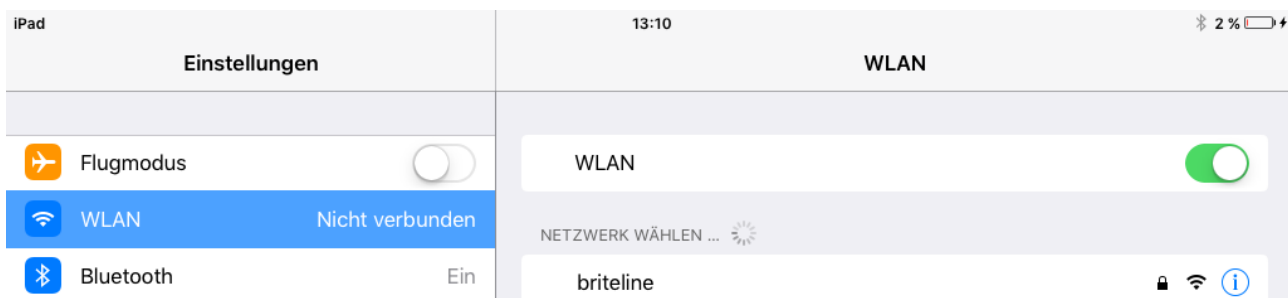 iPad 13:10 2 %
Einstellungen WLAN
Flugmodus
WLAN Nicht verbunden
Bluetooth Ein
WLAN
NETZWERK WÄHLEN ...
briteline